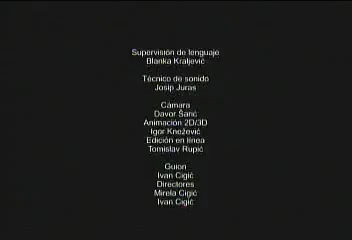 Supervisión de lenguaje
Blanka Kraljević
Técnico de sonido
Josip Juras
Cámara
Davor Šarić
Animación 2D/3D
Igor Knežević
Edición en línea
Tomislav Rupić
Guion
Ivan Cigić
Directores
Mirela Cigić
Ivan Cigić